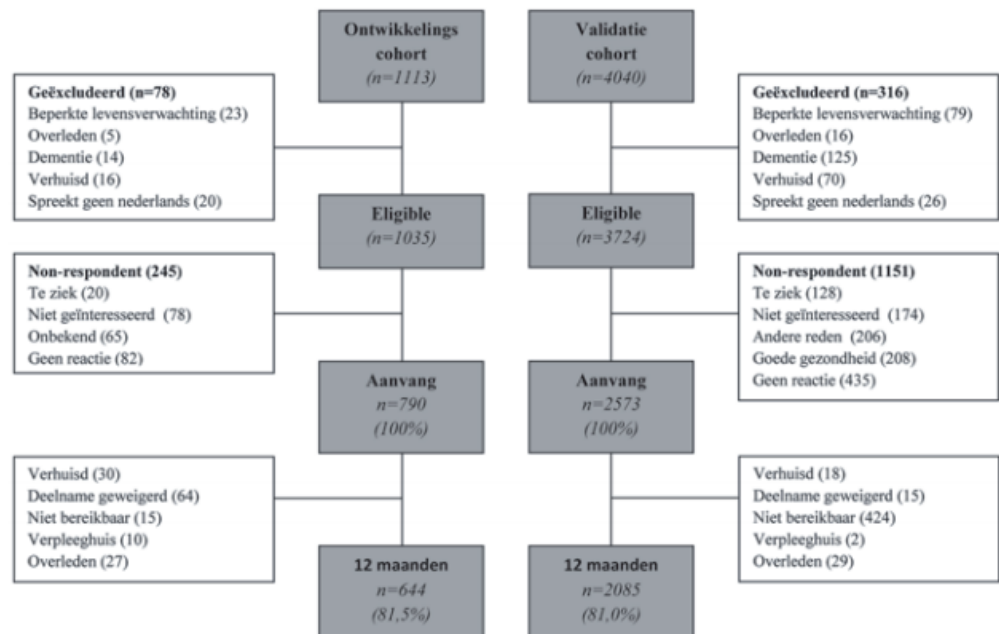 Ontwikkelings
cohort
(n=1113)
Validatie
cohort
(n=4040)
Geëxcludeerd (n=78)
Beperkte levensverwachting (23)
Overleden (5)
Dementie (14)
Verhuisd (16)
Spreekt geen nederlands (20)
Geëxcludeerd (n=316)
Beperkte levensverwachting (79)
Overleden (16)
Dementie (125)
Verhuisd (70)
Spreekt geen nederlands (26)
Eligible
(n=1035)
Eligible
(n=3724)
Non-respondent (245)
Te ziek (20)
Niet geïnteresseerd (78)
Onbekend (65)
Geen reactie (82)
Non-respondent (1151)
Te ziek (128)
Niet geïnteresseerd (174)
Andere reden (206)
Goede gezondheid (208)
Geen reactie (435)
Aanvang
n=790
(100%)
Aanvang
n=2573
(100%)
Verhuisd (30)
Deelname geweigerd (64)
Niet bereikbaar (15)
Verpleeghuis (10)
Overleden (27)
Verhuisd (18)
Deelname geweigerd (15)
Niet bereikbaar (424)
Verpleeghuis (2)
Overleden (29)
12 maanden
n=644
(81,5%)
12 maanden
n=2085
(81,0%)